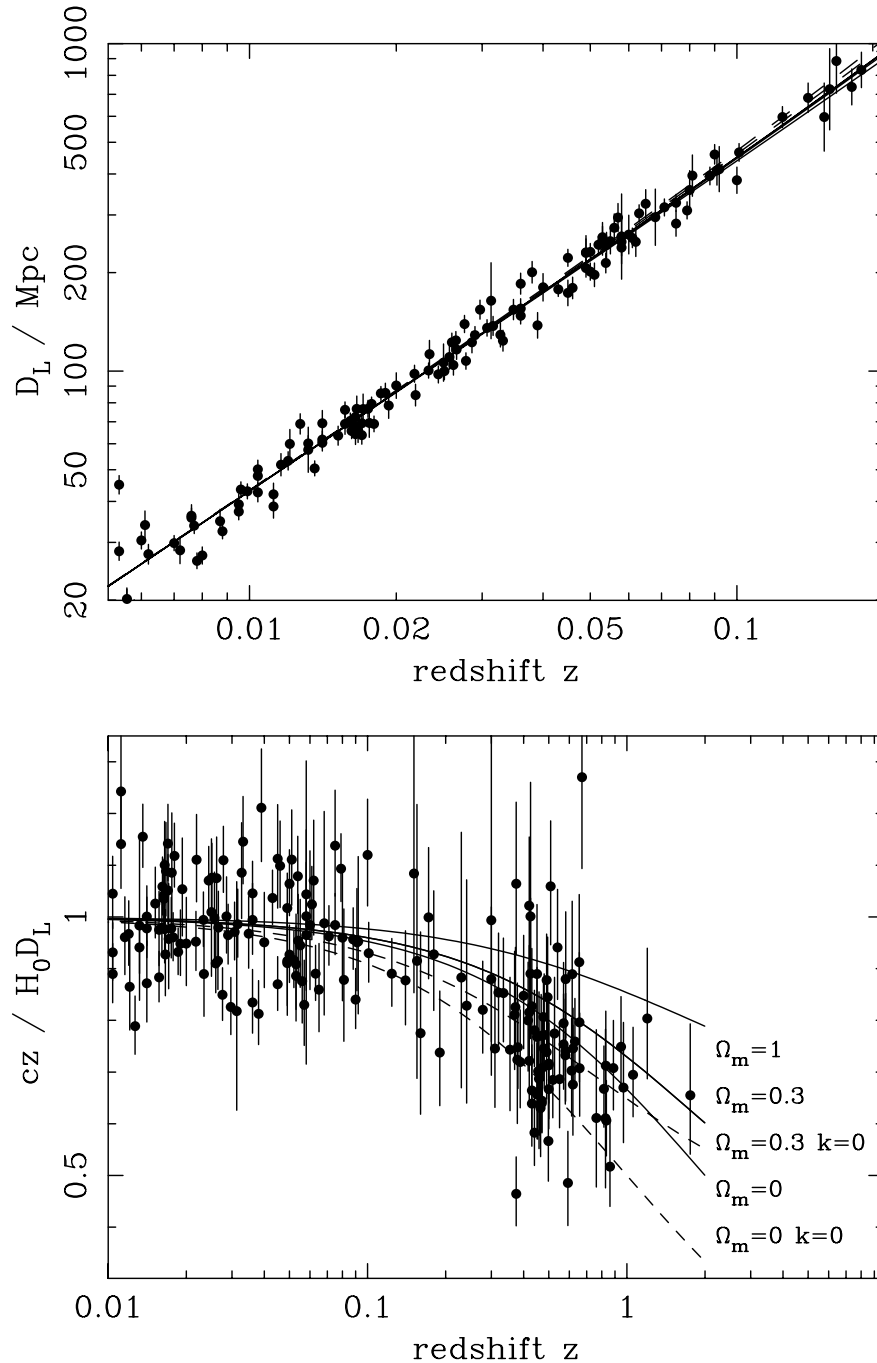 1000
500
200
100
50
20
D_L / Mpc
0.01 0.02 0.05 0.1
redshift z
1
0.5
cz / H_0D_L
Ω_m=1
Ω_m=0.3
Ω_m=0.3 k=0
Ω_m=0
Ω_m=0 k=0
0.01 0.1 1
redshift z